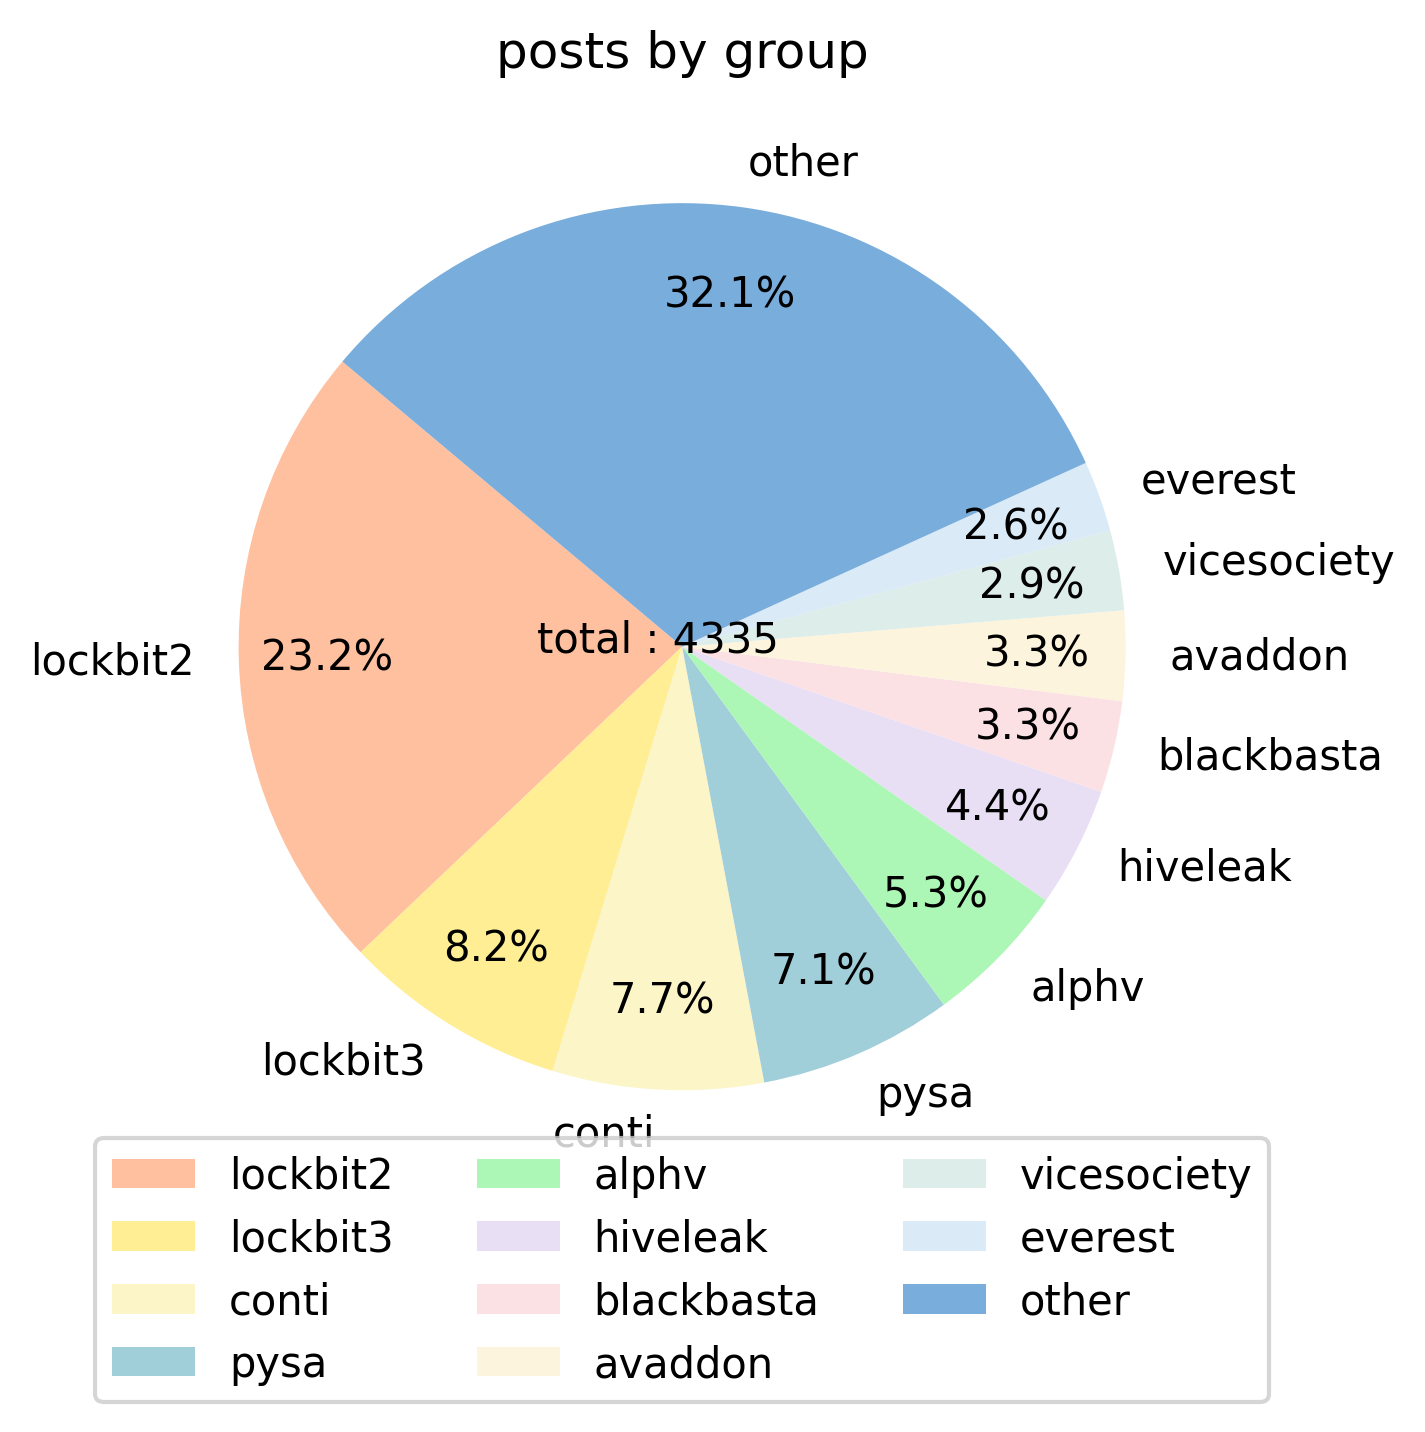 posts by group
other
32.1%
everest
2.6%
vicesociety
2.9%
total : 4335
lockbit2
23.2%
3.3%
avaddon
3.3%
blackbasta
4.4%
hiveleak
5.3%
alphv
8.2%
7.1%
7.7%
lockbit3
pysa
conti
lockbit2
lockbit3
conti
pysa
alphv
hiveleak
blackbasta
avaddon
vicesociety
everest
other